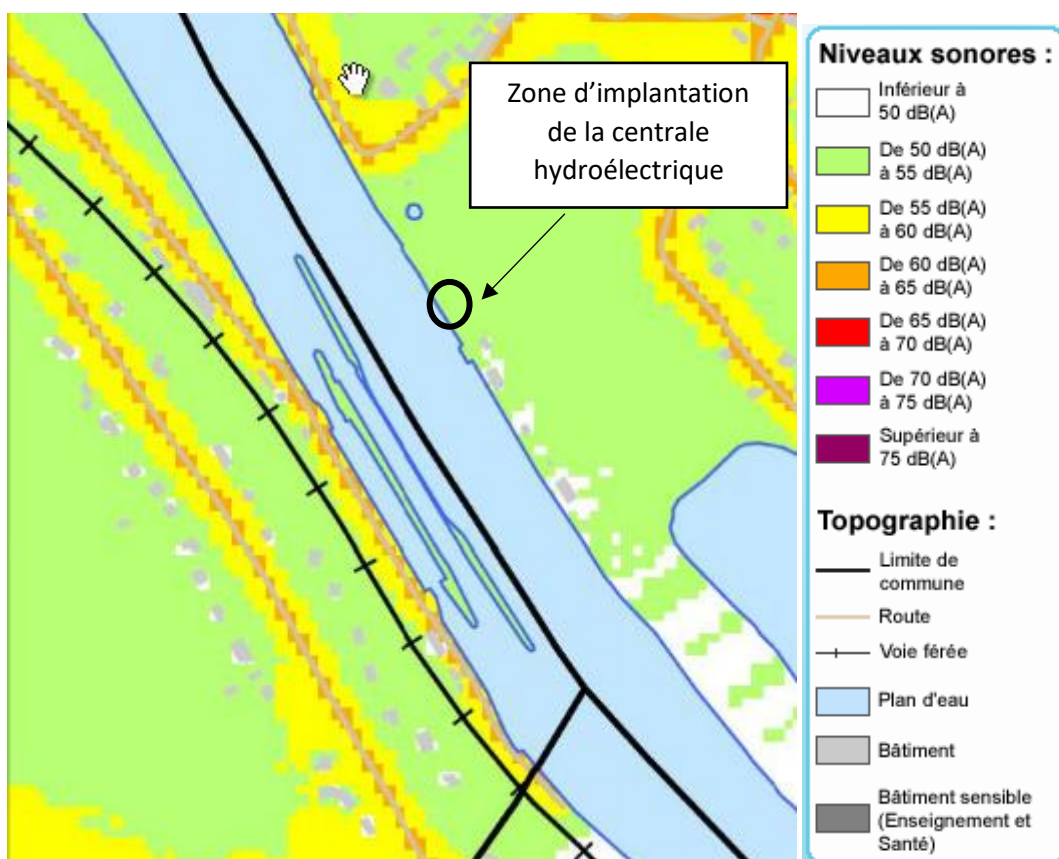 Zone d’implantation
de la centrale
hydroélectrique
Niveaux sonores :
Inférieur à
50 dB(A)
De 50 dB(A)
à 55 dB(A)
De 55 dB(A)
à 60 dB(A)
De 60 dB(A)
à 65 dB(A)
De 65 dB(A)
à 70 dB(A)
De 70 dB(A)
à 75 dB(A)
Supérieur à
75 dB(A)
Topographie :
Limite de
commune
Route
Voie férée
Plan d'eau
Bâtiment
Bâtiment sensible
(Enseignement et
Santé)